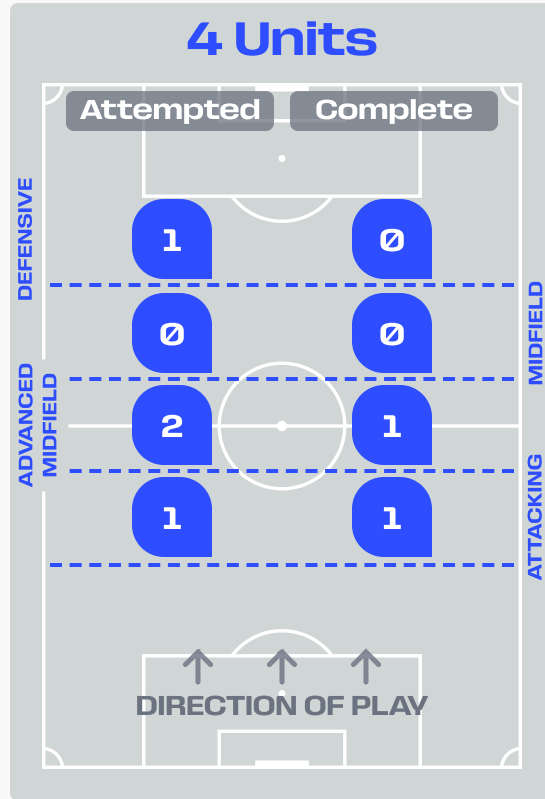 4 Units
Attempted Complete
DEFENSIVE
1 0
0 0
MIDFIELD
ADVANCED
MIDFIELD
2 1
1 1
ATTACKING
DIRECTION OF PLAY